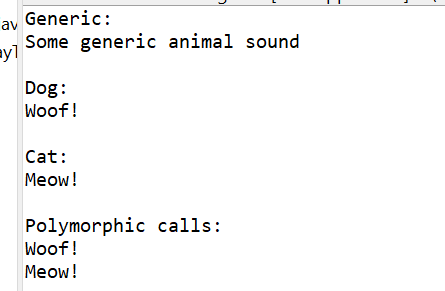 Generic:
Some generic animal sound
Dog:
Woof!
Cat:
Meow!
Polymorphic calls:
Woof!
Meow!